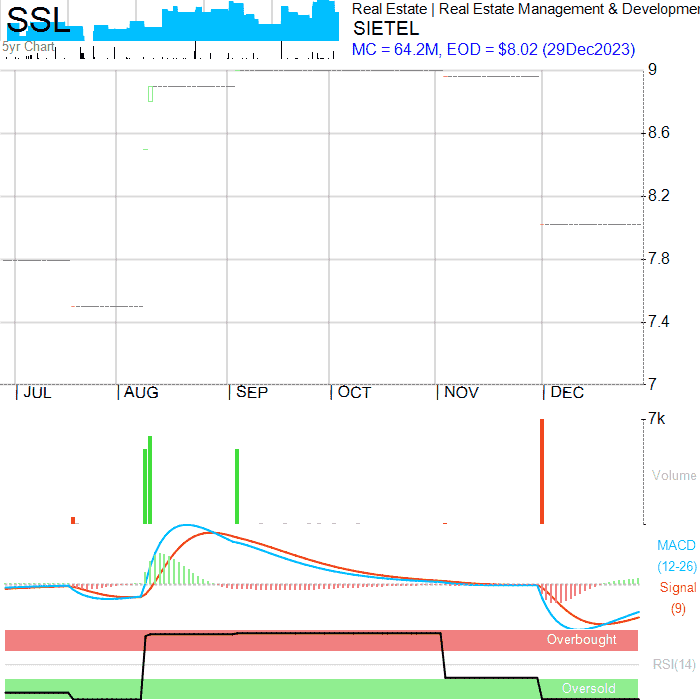 SSL
5yr Chart
Real Estate | Real Estate Management & Developmen
SIETEL
MC = 64.2M, EOD = $8.02 (29Dec2023)
9
8.6
8.2
7.8
7.4
7
JUL AUG SEP OCT NOV DEC
7k
Volume
MACD
(12-26)
Signal
(9)
Overbought
RSI(14)
Oversold